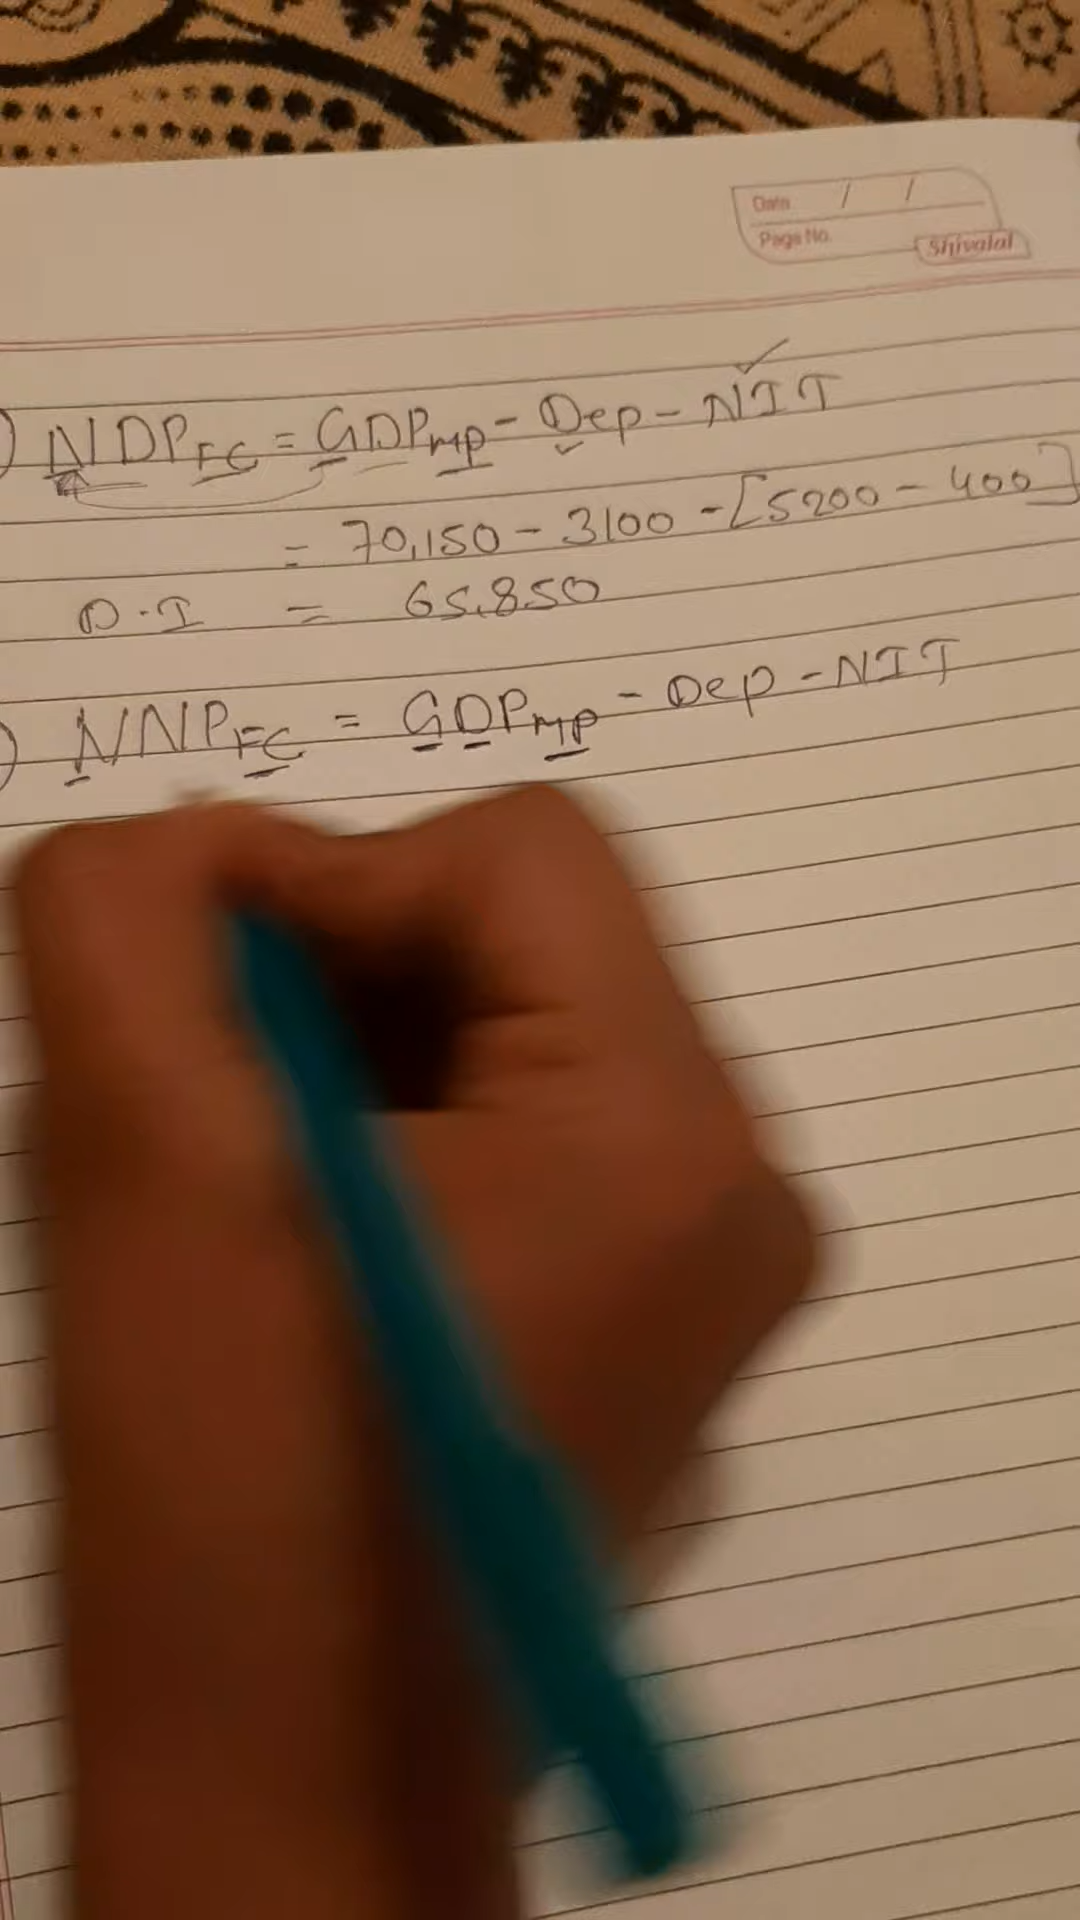 Date / /
Page No.
Shivalal
) NDPFC = GDPMP - Dep - NIT
= 70,150 - 3100 - [5200 - 400]
D.I = 65,850
) NNPFC = GDPMP - Dep - NIT